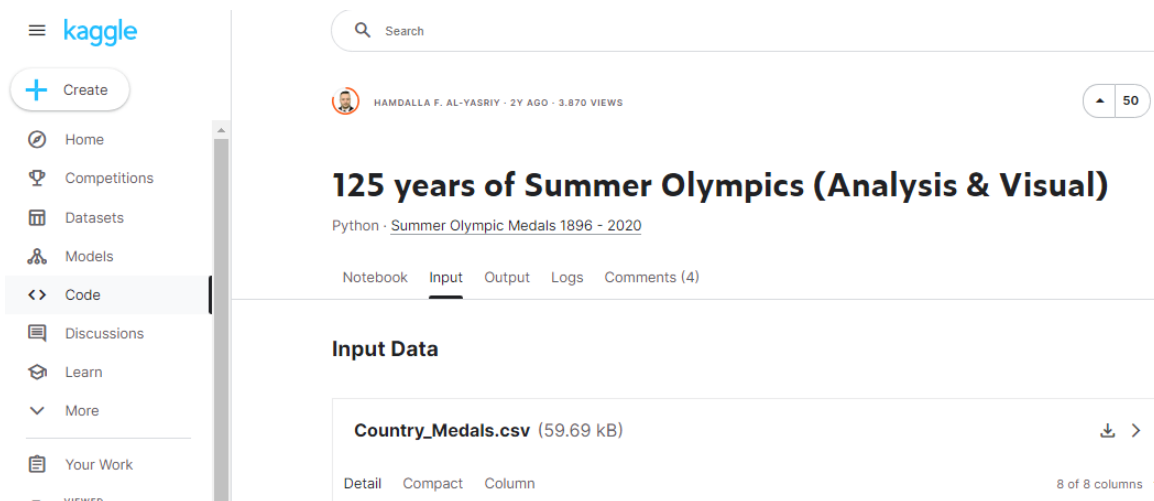 kaggle
Search
Create
HAMDALLA F. AL-YASRIY · 2Y AGO · 3.870 VIEWS
50
Home
Competitions
125 years of Summer Olympics (Analysis & Visual)
Datasets
Python · Summer Olympic Medals 1896 - 2020
Models
Notebook Input Output Logs Comments (4)
Code
Discussions
Input Data
Learn
More
Country_Medals.csv (59.69 kB)
Your Work
Detail Compact Column
8 of 8 columns
VIEWED